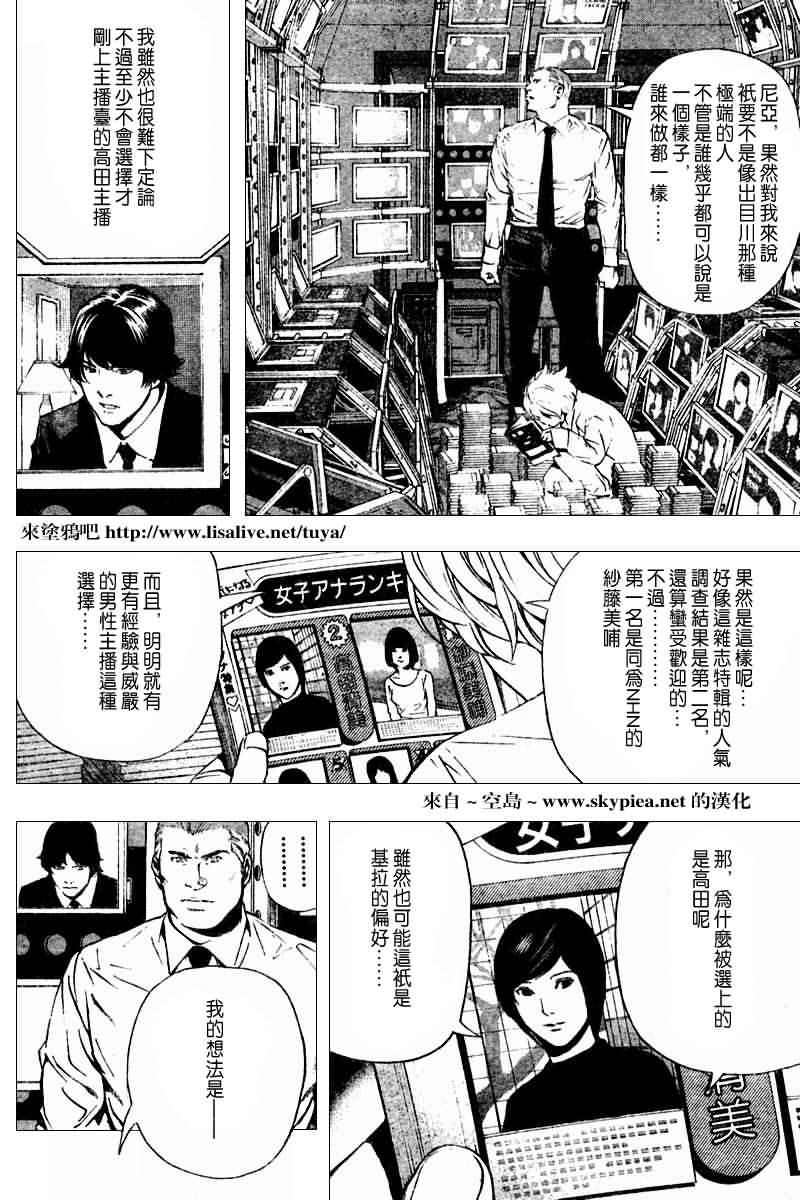 尼亞，果然對我來說
衹要不是像出目川那種
極端的人
不管是誰幾乎都可以說是
一個樣子，
誰來做都一樣……
我雖然也很難下定論
不過至少不會選擇才
剛上主播臺的高田主播
來塗鴉吧 http://www.lisalive.net/tuya/
果然是這樣呢…
好像這雜志特輯的人氣
調查結果是第二名，
還算蠻受歡迎的…
不過…………
第一名是同爲NHN的
紗藤美哺
女子アナランキ
2
而且，明明就有
更有經驗與威嚴
的男性主播這種
選擇……
來自～空島～www.skypiea.net 的漢化
那，爲什麼被選上的
是高田呢
女子ア
美
雖然也可能這衹是
基拉的偏好……
………
我的想法是——